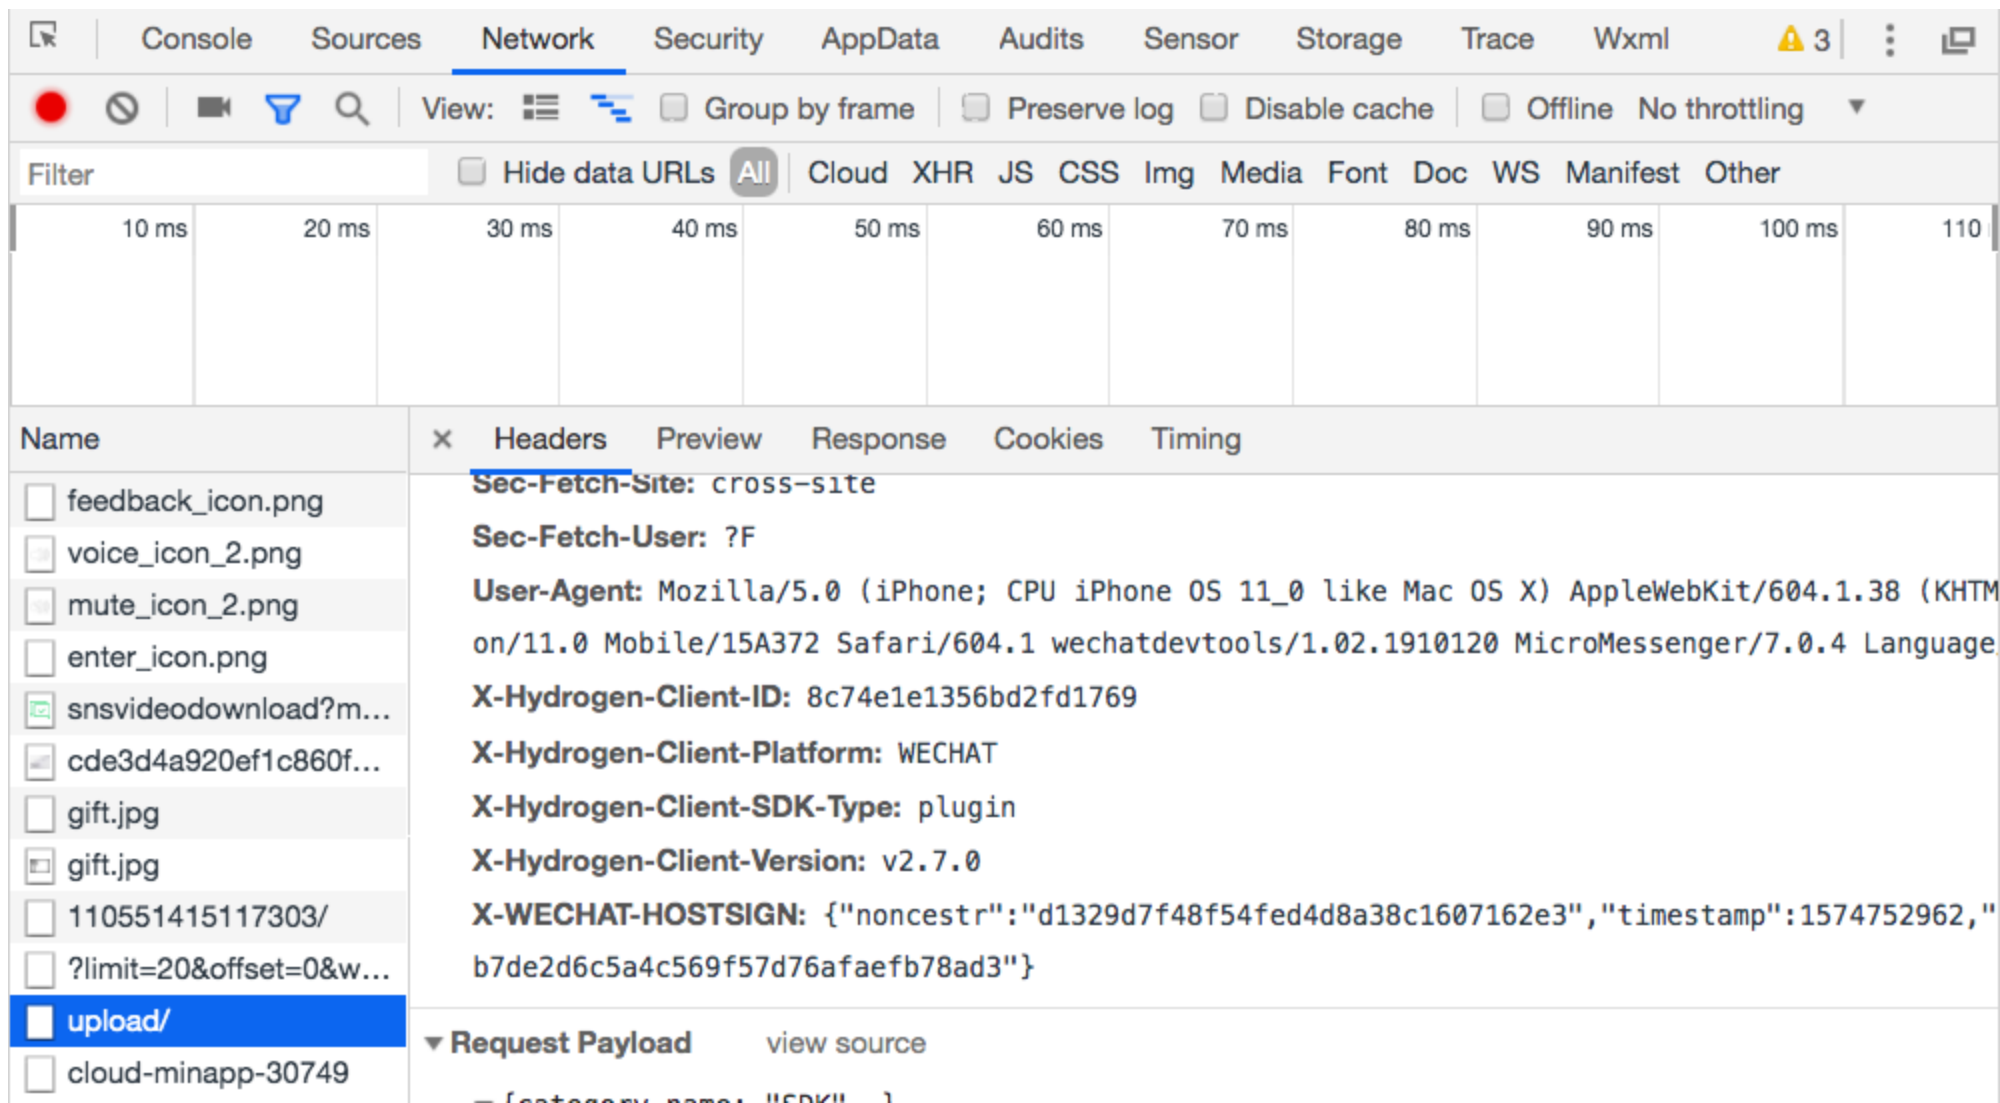 Console Sources Network Security AppData Audits Sensor Storage Trace Wxml 3
View: Group by frame Preserve log Disable cache Offline No throttling
Filter Hide data URLs All Cloud XHR JS CSS Img Media Font Doc WS Manifest Other
10 ms 20 ms 30 ms 40 ms 50 ms 60 ms 70 ms 80 ms 90 ms 100 ms 110
Name
feedback_icon.png
voice_icon_2.png
mute_icon_2.png
enter_icon.png
snsvideodownload?m...
cde3d4a920ef1c860f...
gift.jpg
gift.jpg
110551415117303/
?limit=20&offset=0&w...
upload/
cloud-minapp-30749
Headers Preview Response Cookies Timing
Sec-Fetch-Site: cross-site
Sec-Fetch-User: ?F
User-Agent: Mozilla/5.0 (iPhone; CPU iPhone OS 11_0 like Mac OS X) AppleWebKit/604.1.38 (KHTM
on/11.0 Mobile/15A372 Safari/604.1 wechatdevtools/1.02.1910120 MicroMessenger/7.0.4 Language
X-Hydrogen-Client-ID: 8c74e1e1356bd2fd1769
X-Hydrogen-Client-Platform: WECHAT
X-Hydrogen-Client-SDK-Type: plugin
X-Hydrogen-Client-Version: v2.7.0
X-WECHAT-HOSTSIGN: {"noncestr":"d1329d7f48f54fed4d8a38c1607162e3","timestamp":1574752962,"
b7de2d6c5a4c569f57d76afaefb78ad3"}
Request Payload view source
{category_name: "SDK",…}